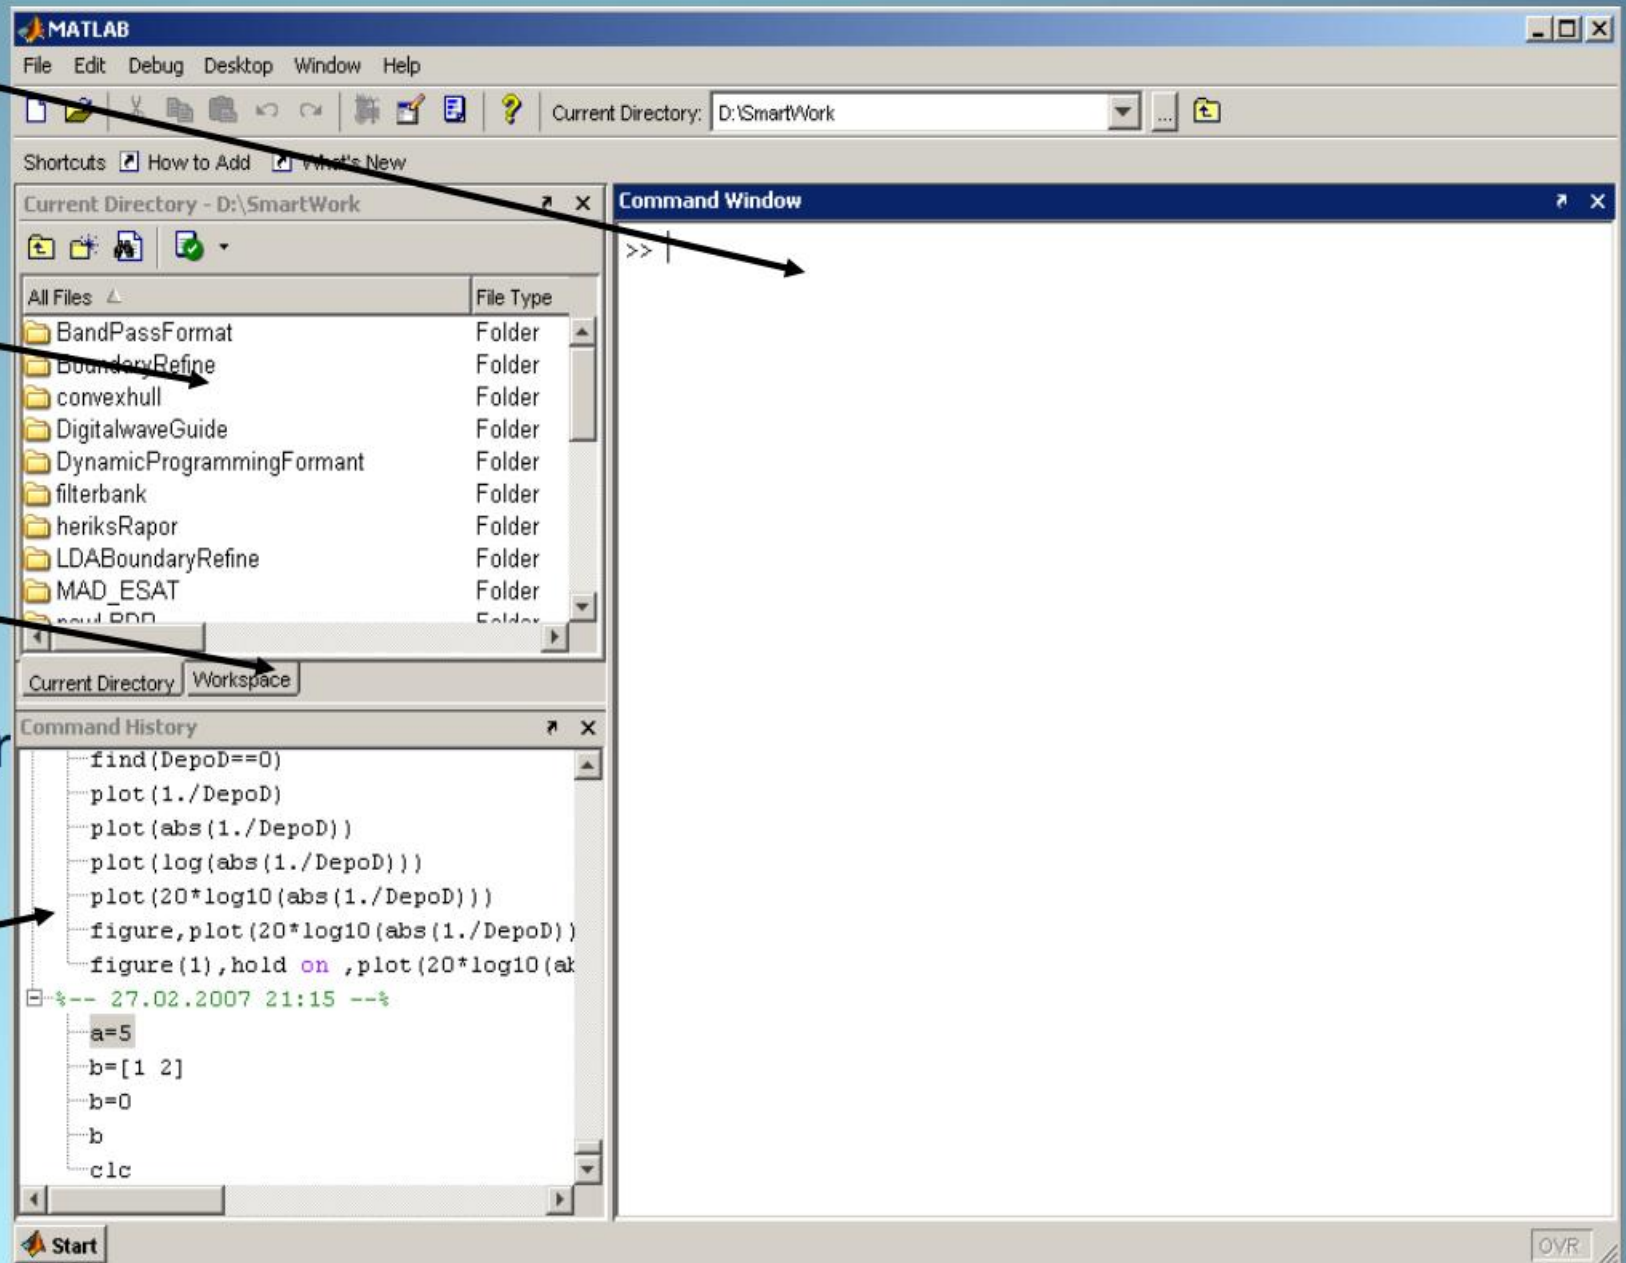 MATLAB
File Edit Debug Desktop Window Help
Current Directory: D:\SmartWork ...
Shortcuts How to Add What's New
Current Directory - D:\SmartWork
All Files File Type
BandPassFormat Folder
BoundaryRefine Folder
convexhull Folder
DigitalwaveGuide Folder
DynamicProgrammingFormant Folder
filterbank Folder
heriksRapor Folder
LDABoundaryRefine Folder
MAD_ESAT Folder
Folder
Current Directory Workspace
Command History
r
find(DepoD==0)
plot(1./DepoD)
plot(abs(1./DepoD))
plot(log(abs(1./DepoD)))
plot(20*log10(abs(1./DepoD)))
figure,plot(20*log10(abs(1./DepoD))
figure(1),hold on ,plot(20*log10(ab
%-- 27.02.2007 21:15 --%
a=5
b=[1 2]
b=0
b
clc
Command Window
>>
Start
OVR